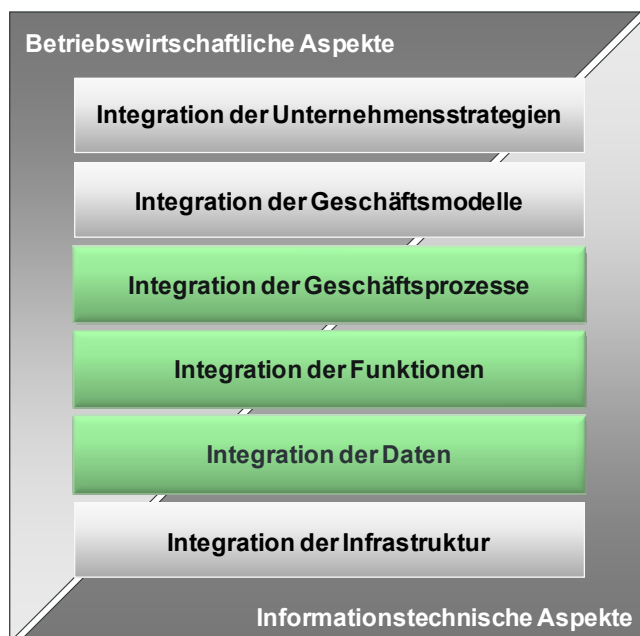 Betriebswirtschaftliche Aspekte
Integration der Unternehmensstrategien
Integration der Geschäftsmodelle
Integration der Geschäftsprozesse
Integration der Funktionen
Integration der Daten
Integration der Infrastruktur
Informationstechnische Aspekte